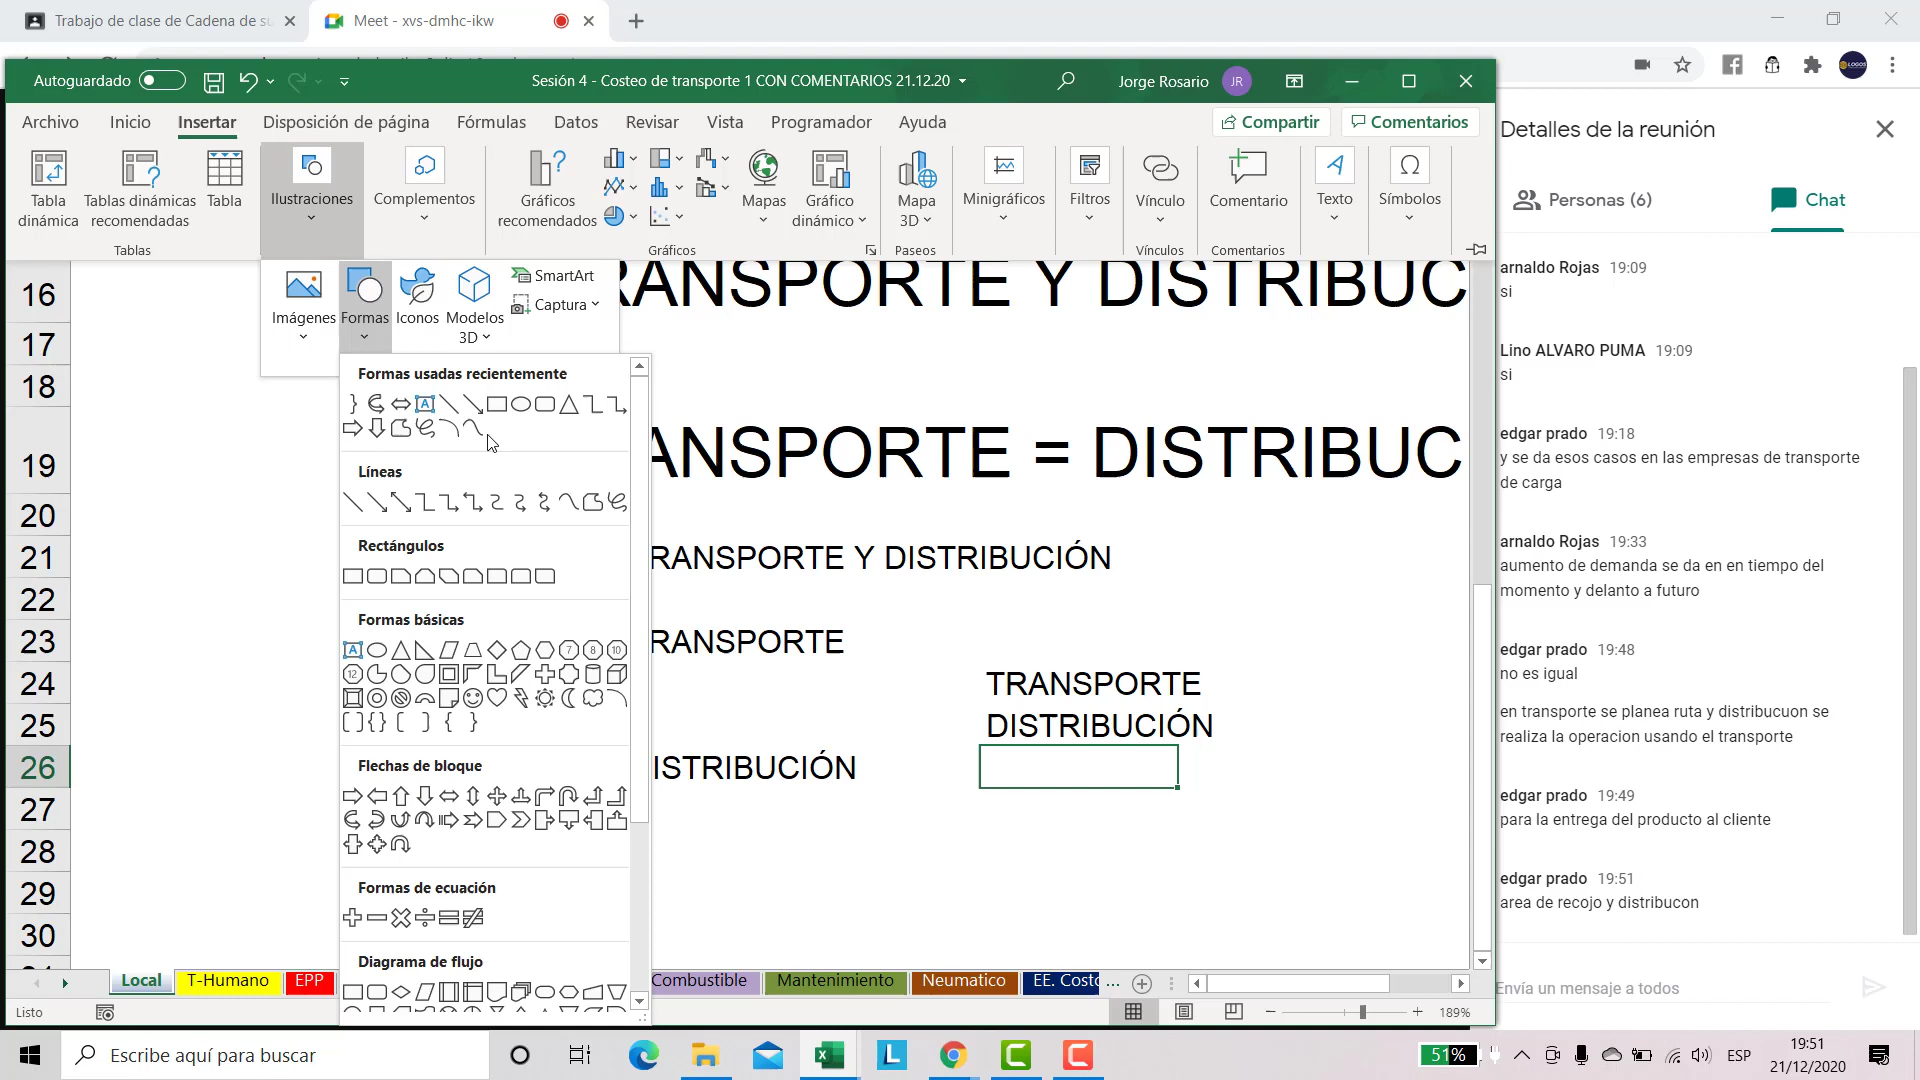 Trabajo de clase de Cadena de su
Meet - xvs-dmhc-ikw
Autoguardado
Sesión 4 - Costeo de transporte 1 CON COMENTARIOS 21.12.20
Jorge Rosario
JR
Archivo
Inicio
Insertar
Disposición de página
Fórmulas
Datos
Revisar
Vista
Programador
Ayuda
Compartir
Comentarios
Tabla dinámica
Tablas dinámicas recomendadas
Tabla
Ilustraciones
Complementos
Gráficos recomendados
Mapas
Gráfico dinámico
Mapa 3D
Minigráficos
Filtros
Vínculo
Comentario
Texto
Símbolos
Tablas
Gráficos
Paseos
Vínculos
Comentarios
Imágenes
Formas
Iconos
Modelos 3D
SmartArt
Captura
Formas usadas recientemente
Líneas
Rectángulos
Formas básicas
Flechas de bloque
Formas de ecuación
Diagrama de flujo
16
17
18
19
20
21
22
23
24
25
26
27
28
29
30
RANSPORTE Y DISTRIBUC
ANSPORTE = DISTRIBUC
RANSPORTE Y DISTRIBUCIÓN
RANSPORTE
TRANSPORTE
DISTRIBUCIÓN
ISTRIBUCIÓN
Local
T-Humano
EPP
Combustible
Mantenimiento
Neumatico
EE. Costo
...
Listo
189%
Detalles de la reunión
Personas (6)
Chat
arnaldo Rojas 19:09
si
Lino ALVARO PUMA 19:09
si
edgar prado 19:18
y se da esos casos en las empresas de transporte
de carga
arnaldo Rojas 19:33
aumento de demanda se da en en tiempo del
momento y delanto a futuro
edgar prado 19:48
no es igual
en transporte se planea ruta y distribucuon se
realiza la operacion usando el transporte
edgar prado 19:49
para la entrega del producto al cliente
edgar prado 19:51
area de recojo y distribucon
Envía un mensaje a todos
Escribe aquí para buscar
51%
ESP
19:51
21/12/2020